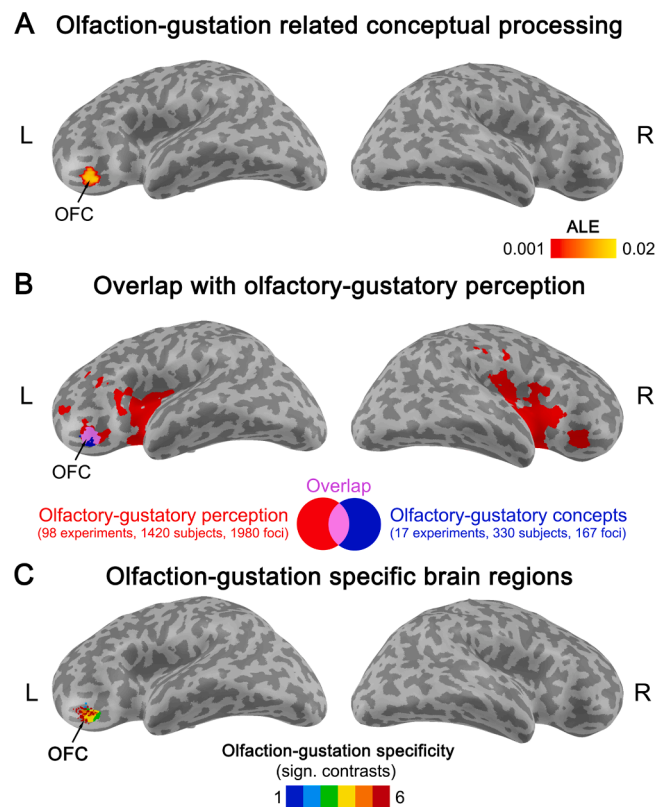 A Olfaction-gustation related conceptual processing
L
R
OFC
ALE
0.001 0.02
B Overlap with olfactory-gustatory perception
L
R
OFC
Overlap
Olfactory-gustatory perception
(98 experiments, 1420 subjects, 1980 foci)
Olfactory-gustatory concepts
(17 experiments, 330 subjects, 167 foci)
C Olfaction-gustation specific brain regions
L
R
OFC
Olfaction-gustation specificity
(sign. contrasts)
1 6